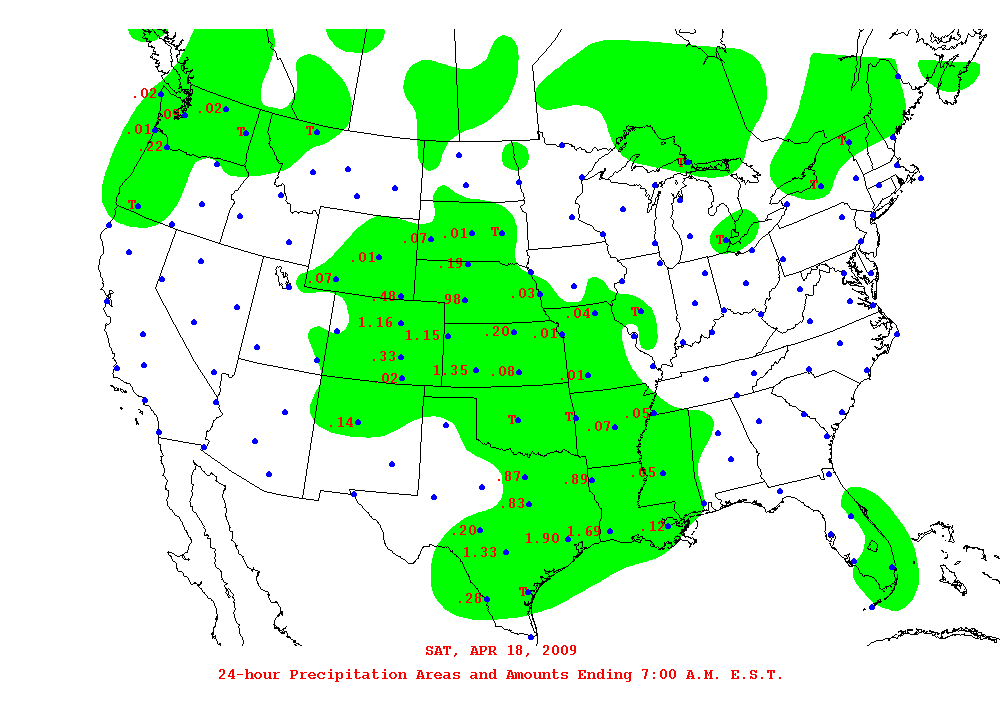 .02
.02
.01
T
T
.22
T
T
T
T
.07
.01
T
T
.01
.19
.07
.48
.98
.03
.04
T
1.16
1.15
.20
.01
.33
1.35
.08
.01
.02
.14
T
T
.05
.07
.87
.89
.05
.83
.20
1.90
1.69
.12
1.33
.28
T
SAT, APR 18, 2009
24-hour Precipitation Areas and Amounts Ending 7:00 A.M. E.S.T.